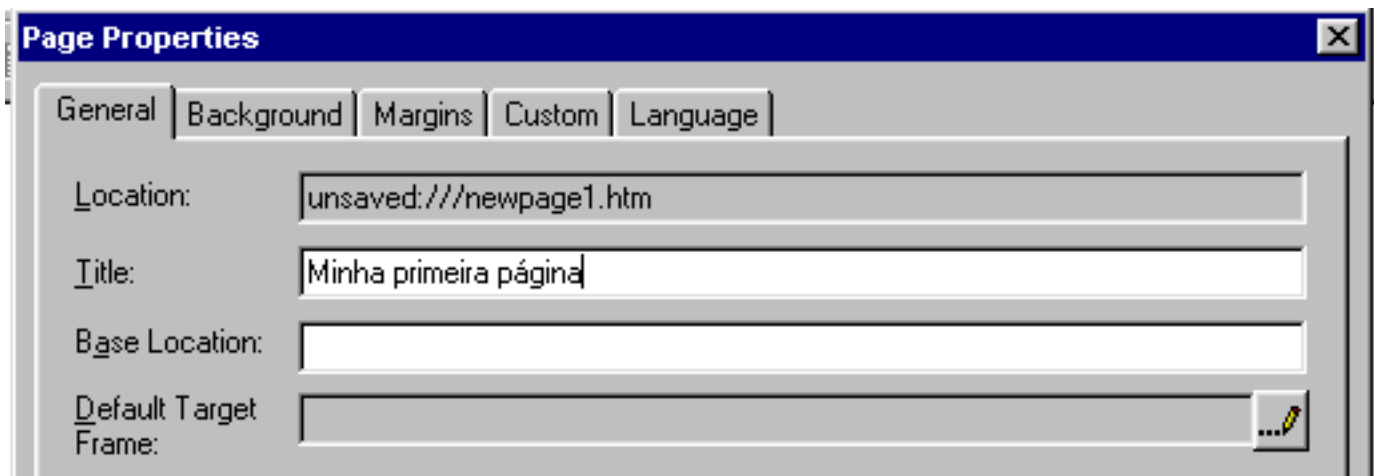 Page Properties
General Background Margins Custom Language
Location: unsaved:///newpage1.htm
Title: Minha primeira página
Base Location:
Default Target
Frame:
...